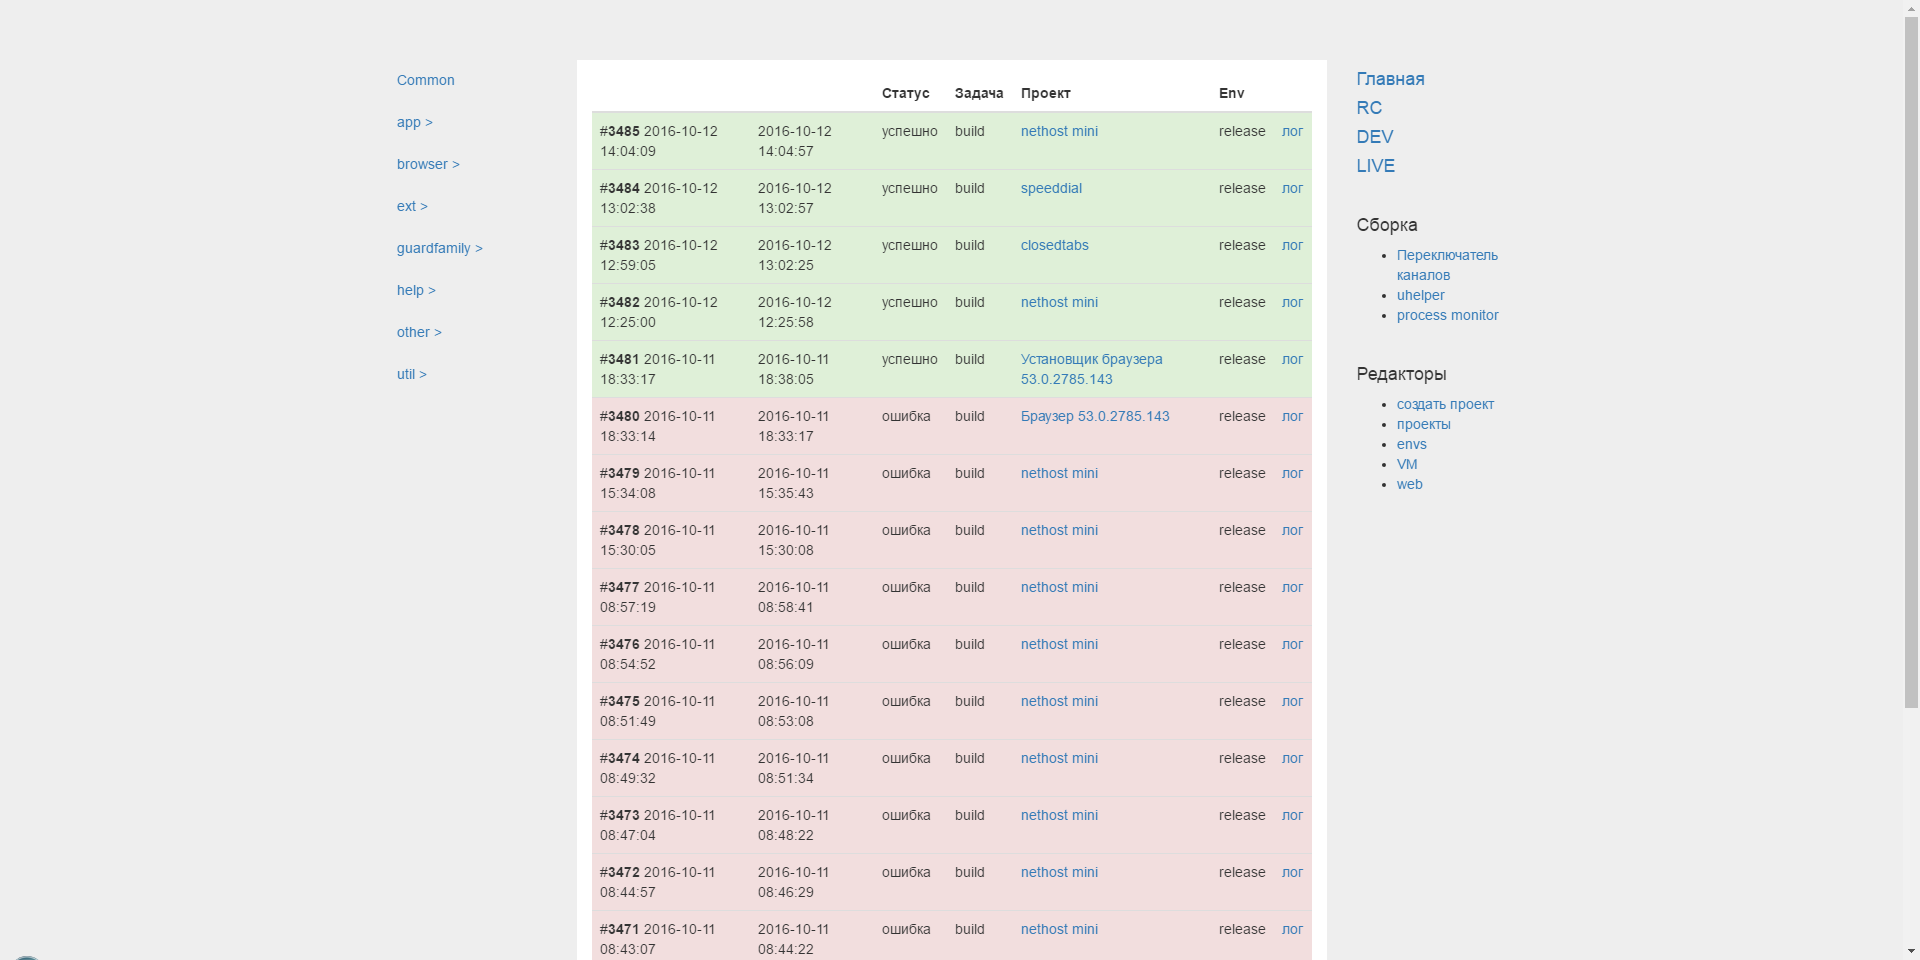 Common
app >
browser >
ext >
guardfamily >
help >
other >
util >
Статус Задача Проект Env
#3485 2016-10-12 2016-10-12 успешно build nethost mini release лог
14:04:09 14:04:57
#3484 2016-10-12 2016-10-12 успешно build speeddial release лог
13:02:38 13:02:57
#3483 2016-10-12 2016-10-12 успешно build closedtabs release лог
12:59:05 13:02:25
#3482 2016-10-12 2016-10-12 успешно build nethost mini release лог
12:25:00 12:25:58
#3481 2016-10-11 2016-10-11 успешно build Установщик браузера release лог
18:33:17 18:38:05 53.0.2785.143
#3480 2016-10-11 2016-10-11 ошибка build Браузер 53.0.2785.143 release лог
18:33:14 18:33:17
#3479 2016-10-11 2016-10-11 ошибка build nethost mini release лог
15:34:08 15:35:43
#3478 2016-10-11 2016-10-11 ошибка build nethost mini release лог
15:30:05 15:30:08
#3477 2016-10-11 2016-10-11 ошибка build nethost mini release лог
08:57:19 08:58:41
#3476 2016-10-11 2016-10-11 ошибка build nethost mini release лог
08:54:52 08:56:09
#3475 2016-10-11 2016-10-11 ошибка build nethost mini release лог
08:51:49 08:53:08
#3474 2016-10-11 2016-10-11 ошибка build nethost mini release лог
08:49:32 08:51:34
#3473 2016-10-11 2016-10-11 ошибка build nethost mini release лог
08:47:04 08:48:22
#3472 2016-10-11 2016-10-11 ошибка build nethost mini release лог
08:44:57 08:46:29
#3471 2016-10-11 2016-10-11 ошибка build nethost mini release лог
08:43:07 08:44:22
Главная
RC
DEV
LIVE
Сборка
Переключатель
каналов
uhelper
process monitor
Редакторы
создать проект
проекты
envs
VM
web